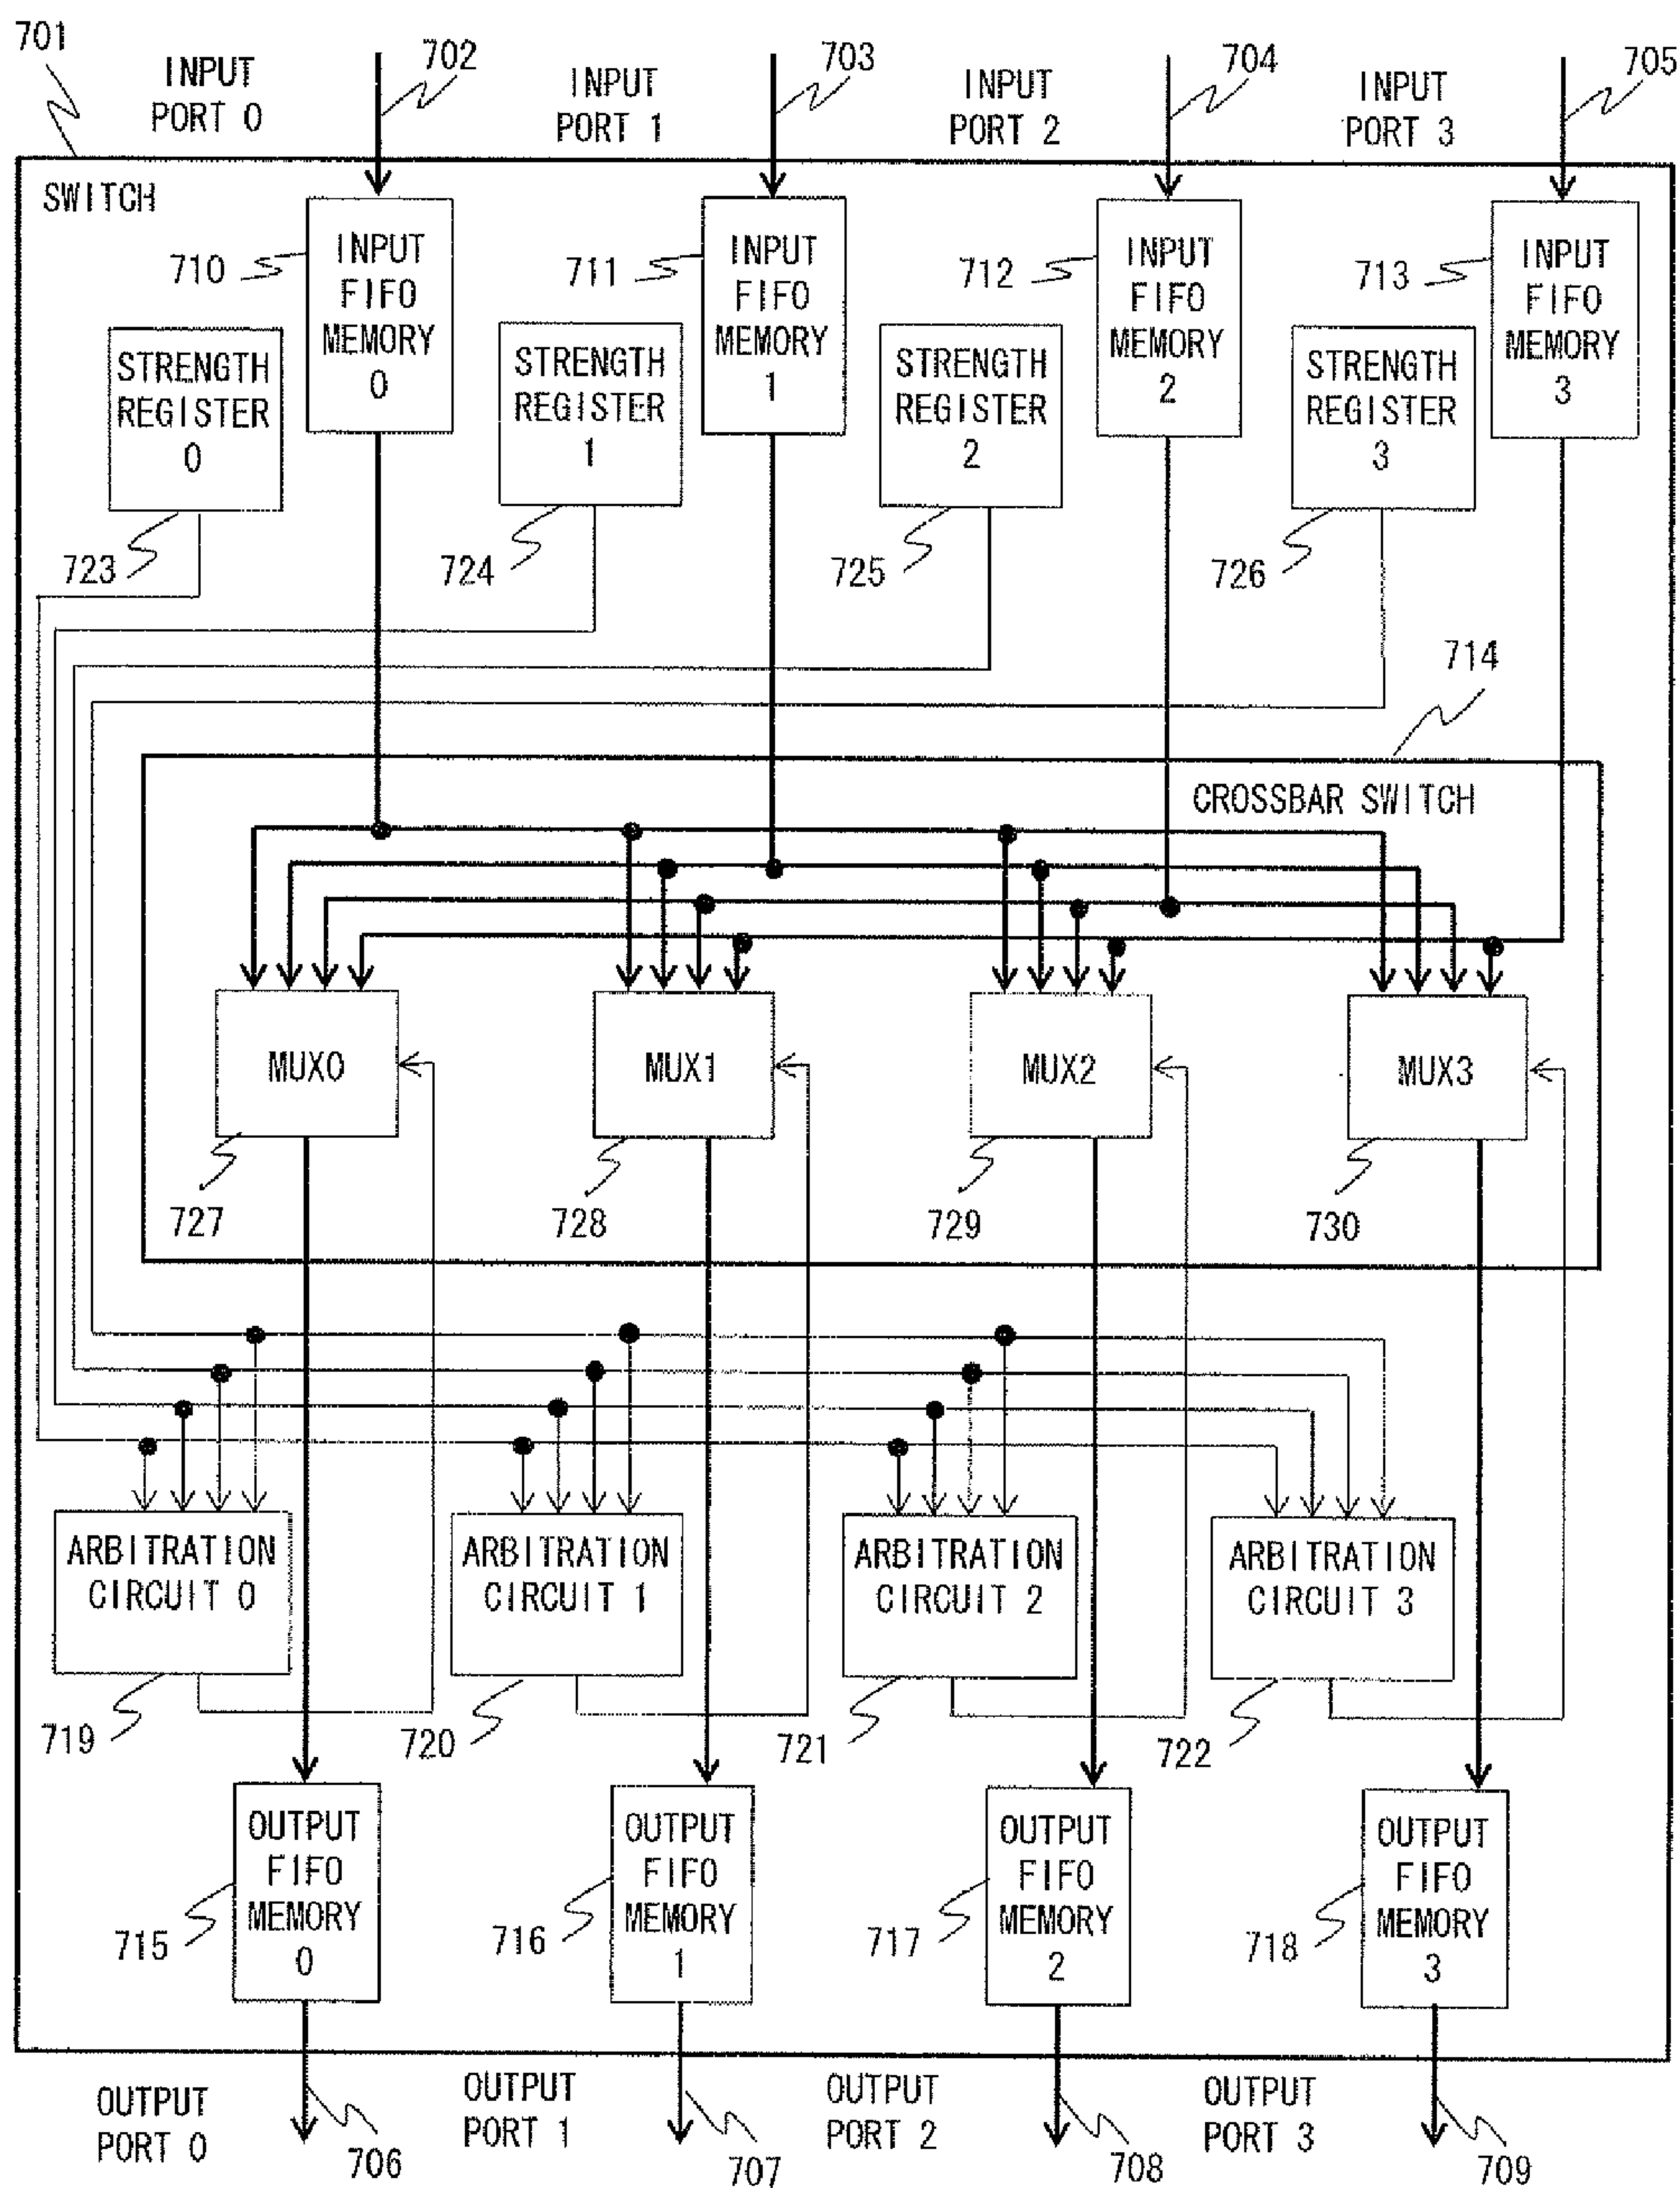 701
INPUT
PORT 0
702
INPUT
PORT 1
703
INPUT
PORT 2
704
INPUT
PORT 3
705
SWITCH
710
INPUT
FIFO
MEMORY
0
711
INPUT
FIFO
MEMORY
1
712
INPUT
FIFO
MEMORY
2
713
INPUT
FIFO
MEMORY
3
STRENGTH
REGISTER
0
STRENGTH
REGISTER
1
STRENGTH
REGISTER
2
STRENGTH
REGISTER
3
723
724
725
726
714
CROSSBAR SWITCH
MUX0
MUX1
MUX2
MUX3
727
728
729
730
ARBITRATION
CIRCUIT 0
ARBITRATION
CIRCUIT 1
ARBITRATION
CIRCUIT 2
ARBITRATION
CIRCUIT 3
719
720
721
722
OUTPUT
FIFO
MEMORY
0
OUTPUT
FIFO
MEMORY
1
OUTPUT
FIFO
MEMORY
2
OUTPUT
FIFO
MEMORY
3
715
716
717
718
OUTPUT
PORT 0
706
OUTPUT
PORT 1
707
OUTPUT
PORT 2
708
OUTPUT
PORT 3
709